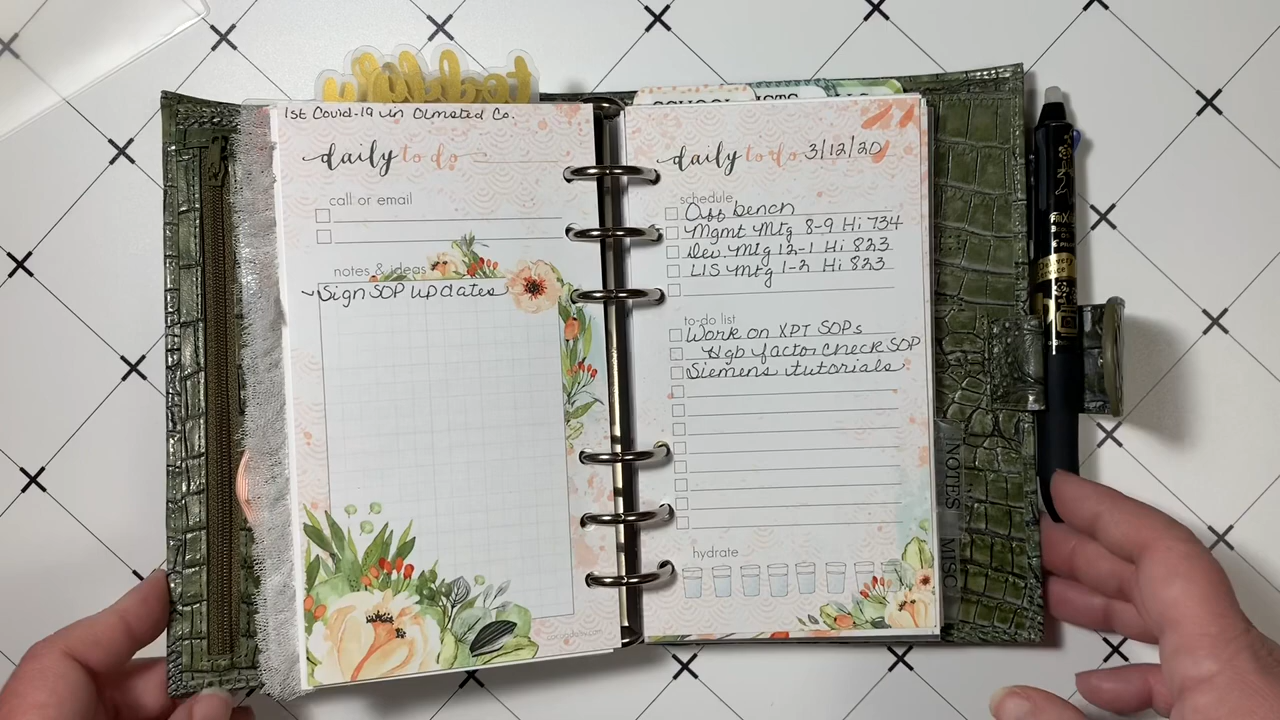 today
1st Covid-19 in Olmsted Co.
daily to do
call or email
notes & ideas
Sign SOP updates
daily to do 3/12/20
schedule
Off bench
Mgmt Mtg 8-9 Hi 734
Dev. Mtg 12-1 Hi 823
LIS Mtg 1-2 Hi 823
to-do list
Work on XPT SOPs
Hgb factor check SOP
Siemens tutorials
hydrate
NOTES
MISC